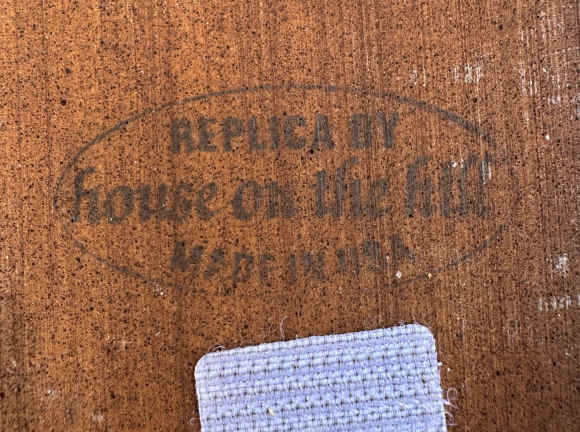 REPLICA BY
house on the hill
MADE IN USA